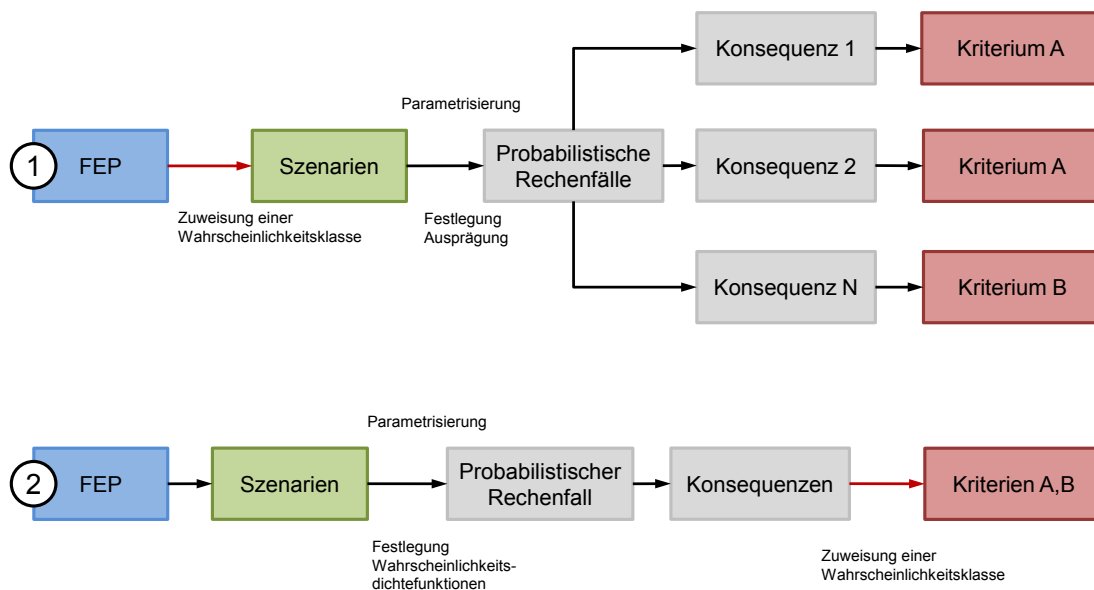 Konsequenz 1
Kriterium A
Parametrisierung
1
FEP
Szenarien
Probabilistische
Rechenfälle
Konsequenz 2
Kriterium A
Zuweisung einer
Wahrscheinlichkeitsklasse
Festlegung
Ausprägung
Konsequenz N
Kriterium B
Parametrisierung
2
FEP
Szenarien
Probabilistischer
Rechenfall
Konsequenzen
Kriterien A,B
Festlegung
Wahrscheinlichkeits-
dichtefunktionen
Zuweisung einer
Wahrscheinlichkeitsklasse